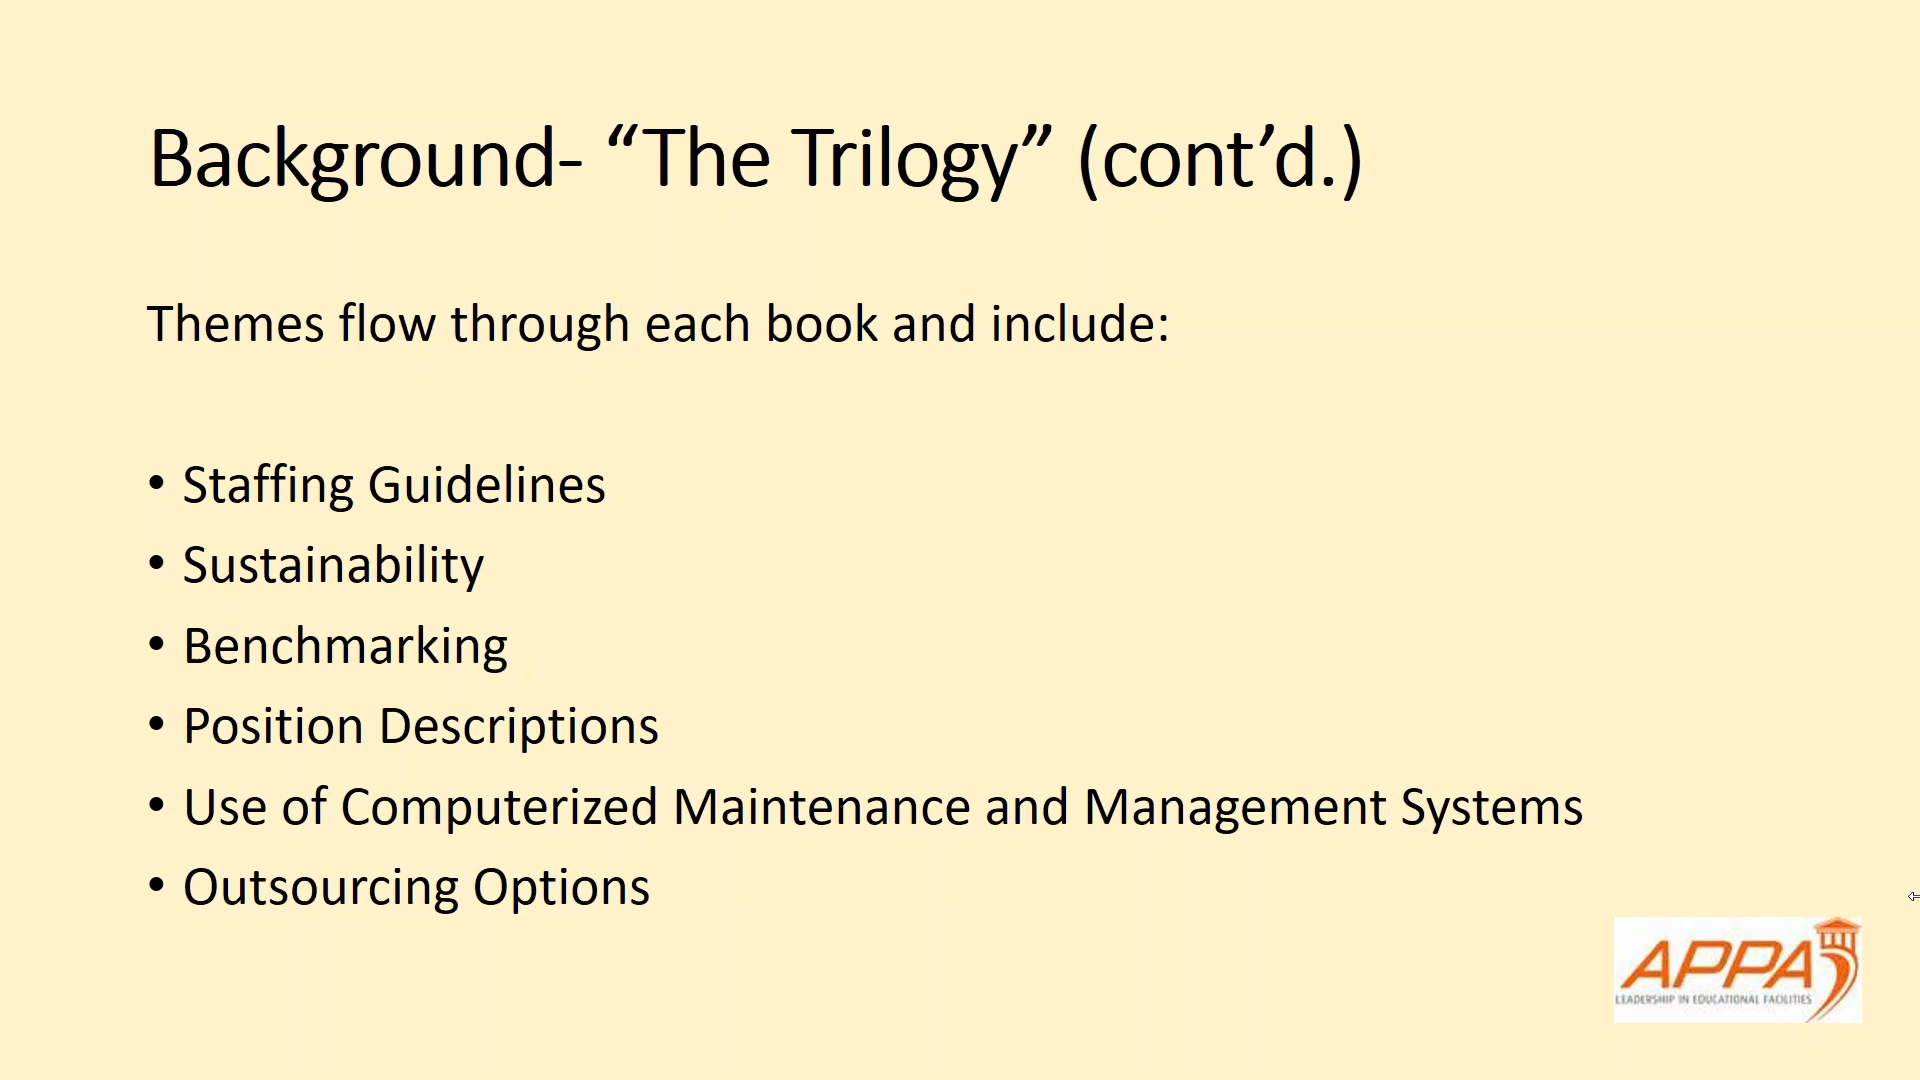 Background- “The Trilogy” (cont’d.)
Themes flow through each book and include:
• Staffing Guidelines
• Sustainability
• Benchmarking
• Position Descriptions
• Use of Computerized Maintenance and Management Systems
• Outsourcing Options
APPA
LEADERSHIP IN EDUCATIONAL FACILITIES